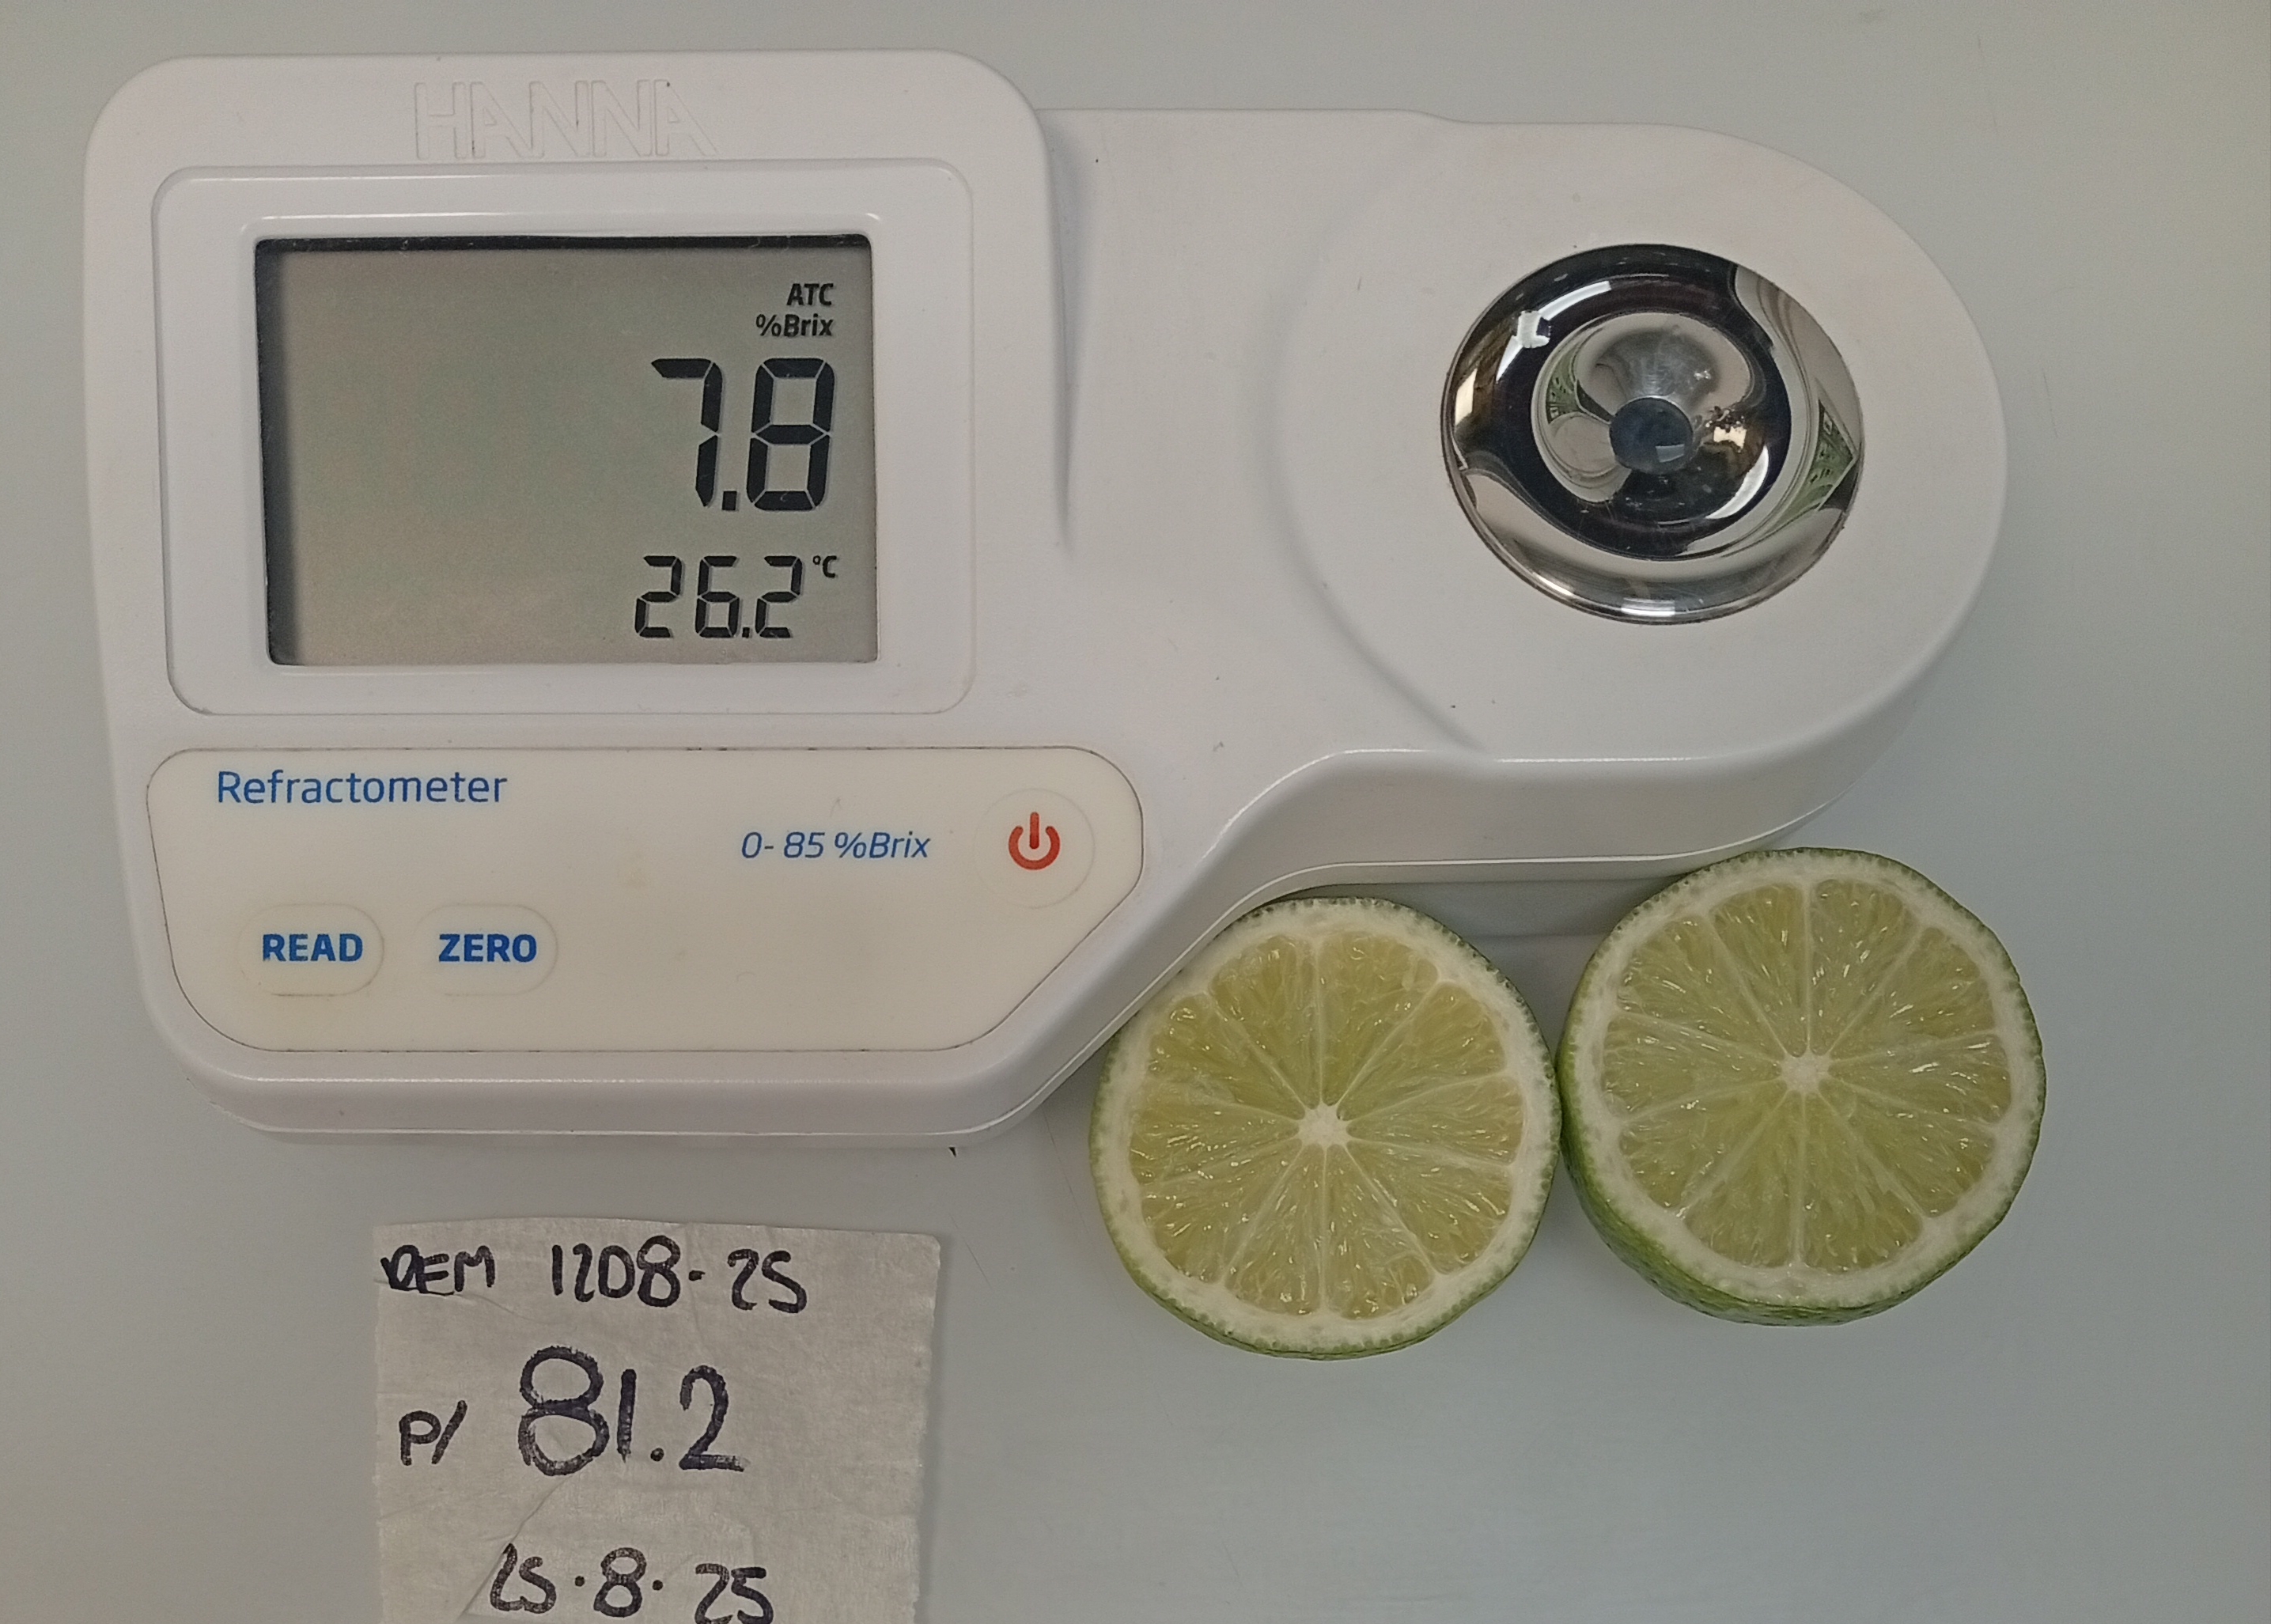 HANNA
ATC
%Brix
7.8
26.2 °C
Refractometer
0-85 %Brix
READ ZERO
DEM 1208-25
P/ 81.2
25.8.25